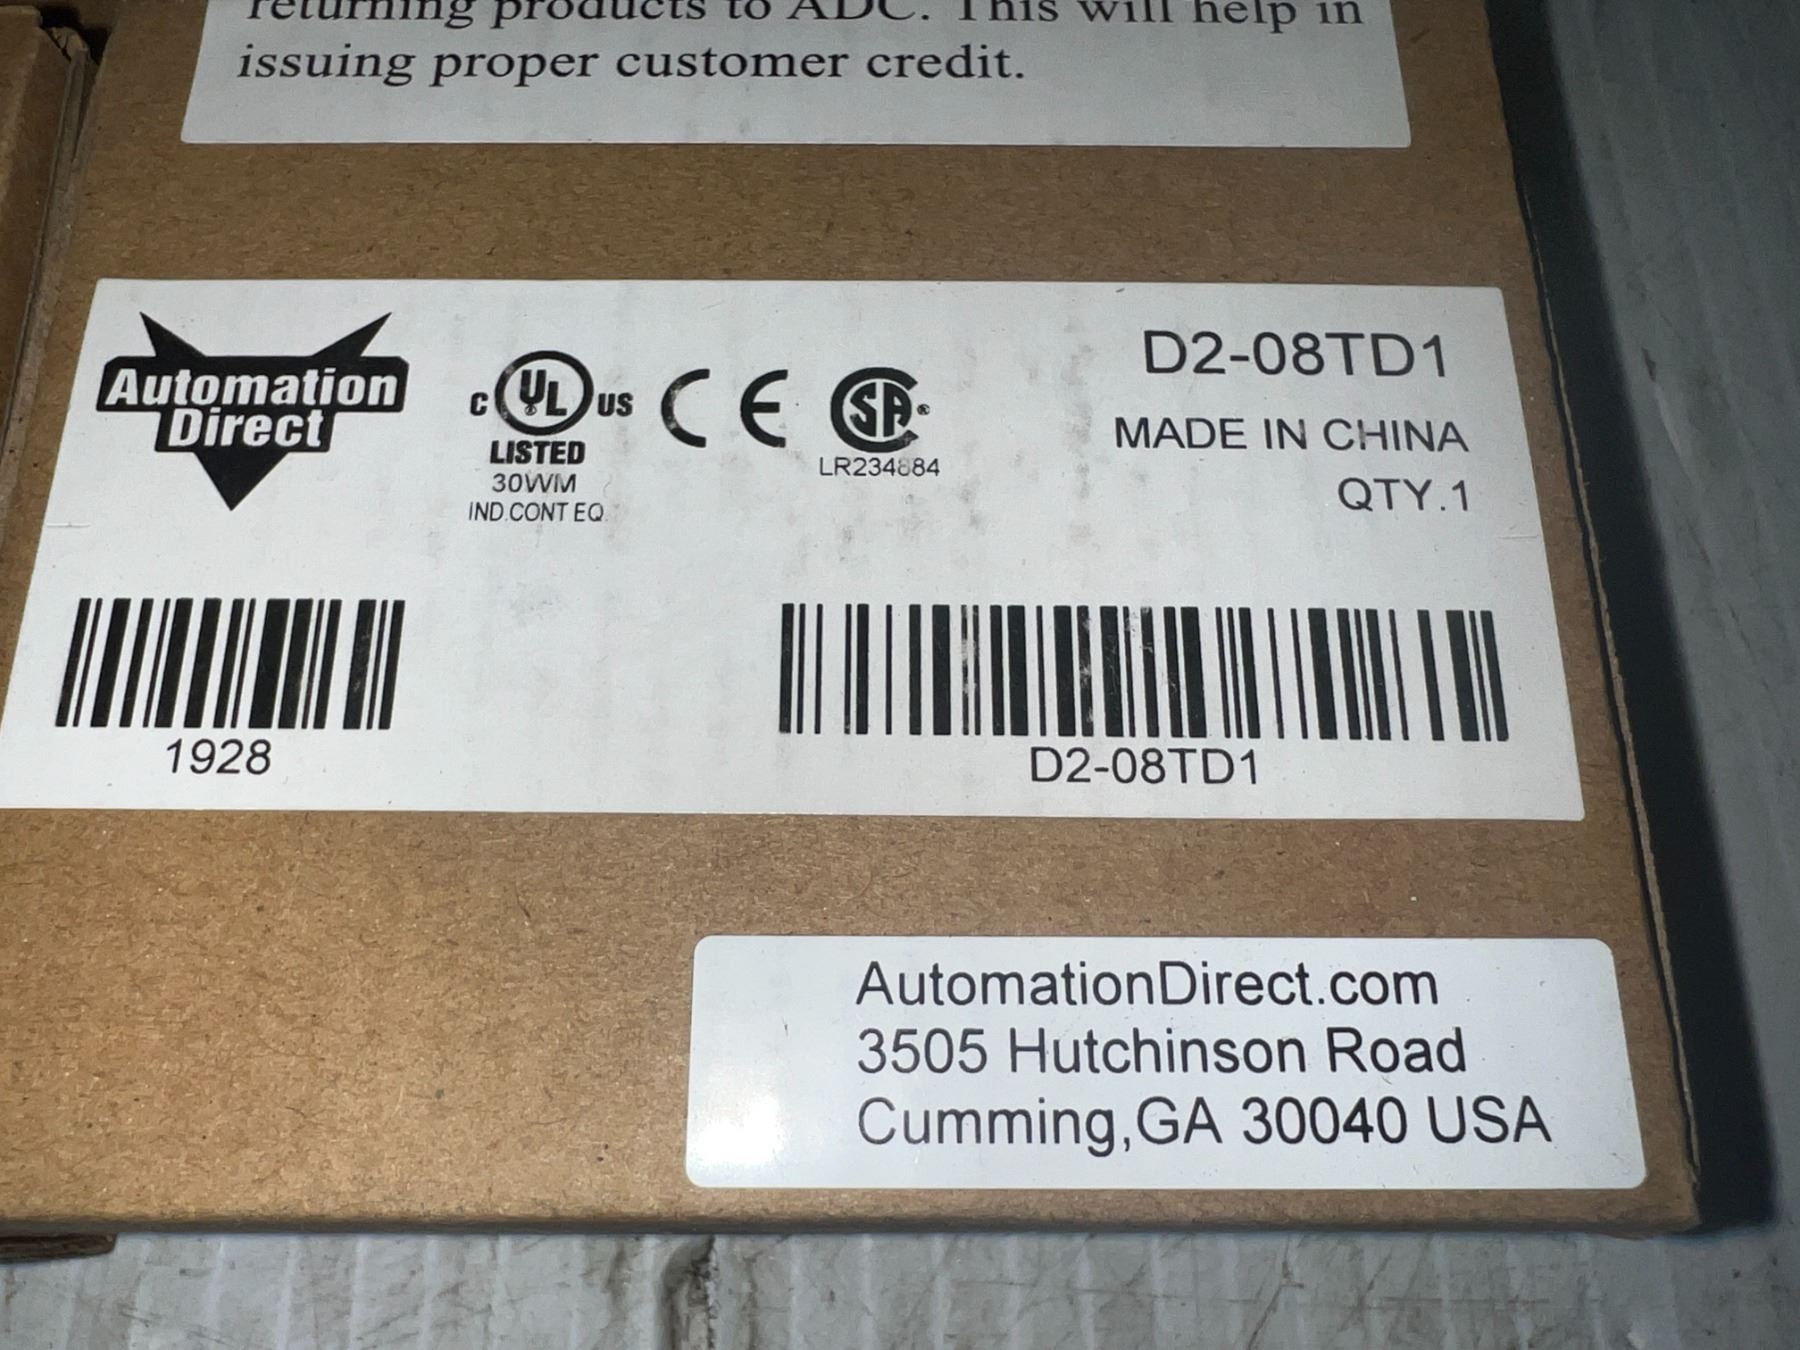 returning products to ADC. This will help in
issuing proper customer credit.
Automation
Direct
C UL US
LISTED
30WM
IND.CONT EQ.
CE
SA®
LR234884
D2-08TD1
MADE IN CHINA
QTY.1
1928
D2-08TD1
AutomationDirect.com
3505 Hutchinson Road
Cumming,GA 30040 USA